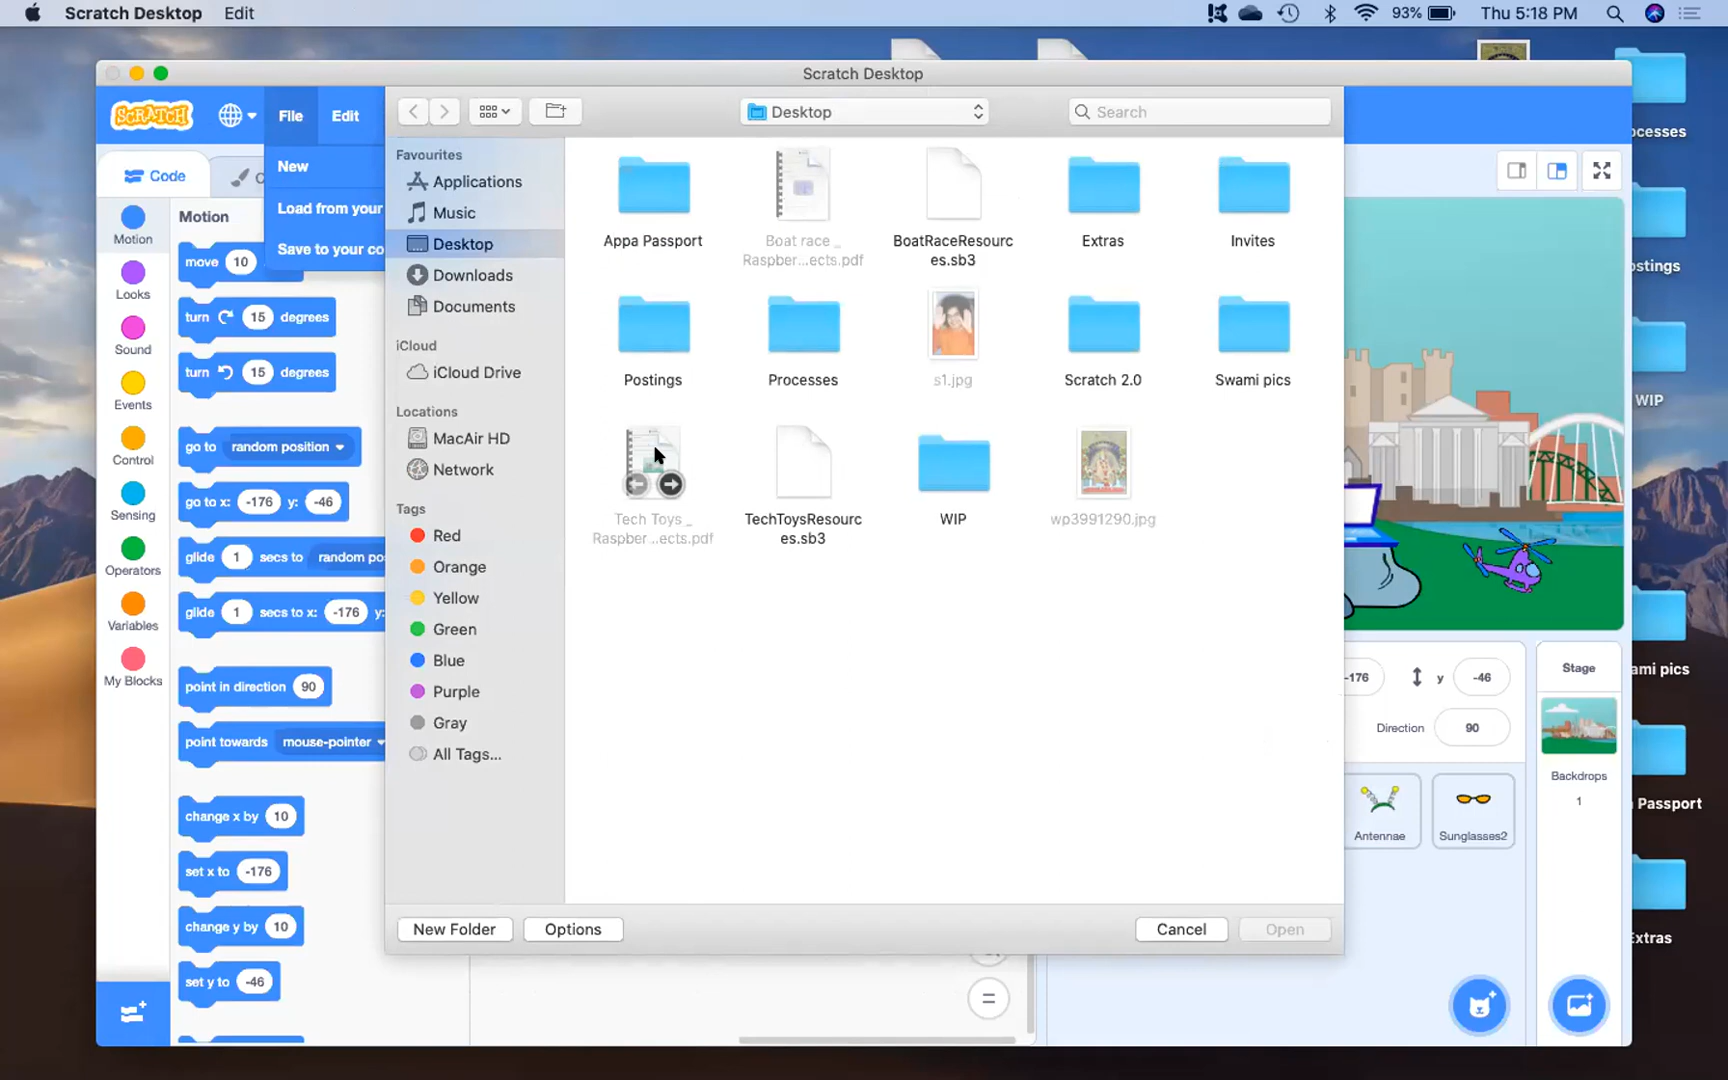 Scratch Desktop Edit 93% Thu 5:18 PM
Scratch Desktop
SCRATCH File Edit
Desktop
Search
New
Load from your
Save to your co
Code
C
Motion
Looks
Sound
Events
Control
Sensing
Operators
Variables
My Blocks
Motion
move 10
turn 15 degrees
turn 15 degrees
go to random position
go to x: -176 y: -46
glide 1 secs to random pos
glide 1 secs to x: -176 y:
point in direction 90
point towards mouse-pointer
change x by 10
set x to -176
change y by 10
set y to -46
Favourites
Applications
Music
Desktop
Downloads
Documents
iCloud
iCloud Drive
Locations
MacAir HD
Network
Tags
Red
Orange
Yellow
Green
Blue
Purple
Gray
All Tags...
Appa Passport
Boat race _
Raspber...ects.pdf
BoatRaceResourc
es.sb3
Extras
Invites
Postings
Processes
s1.jpg
Scratch 2.0
Swami pics
Tech Toys _
Raspber...ects.pdf
TechToysResourc
es.sb3
WIP
wp3991290.jpg
New Folder
Options
Cancel
Open
-176 y -46
Direction 90
Antennae
Sunglasses2
Stage
Backdrops
1
ocesses
ostings
WIP
ami pics
Passport
Extras